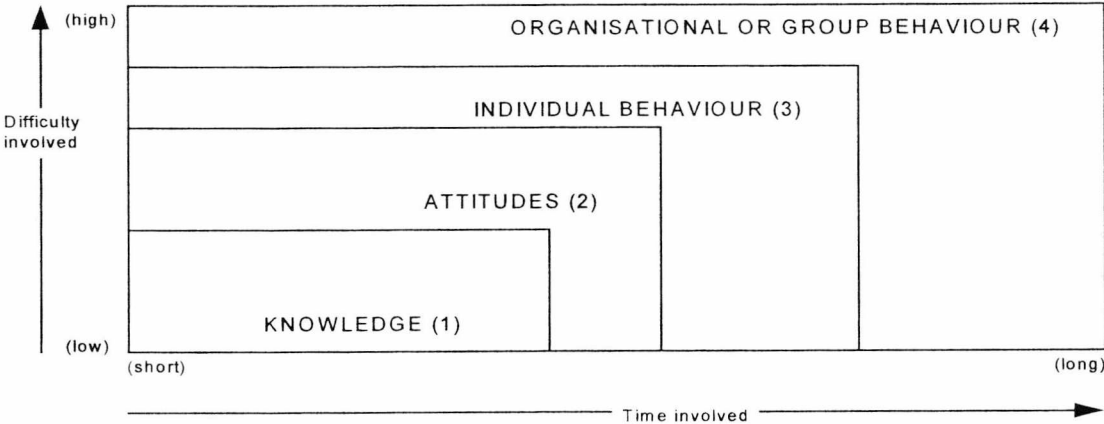 (high)
ORGANISATIONAL OR GROUP BEHAVIOUR (4)
Difficulty
involved
INDIVIDUAL BEHAVIOUR (3)
ATTITUDES (2)
KNOWLEDGE (1)
(low)
(short)
(long)
Time involved